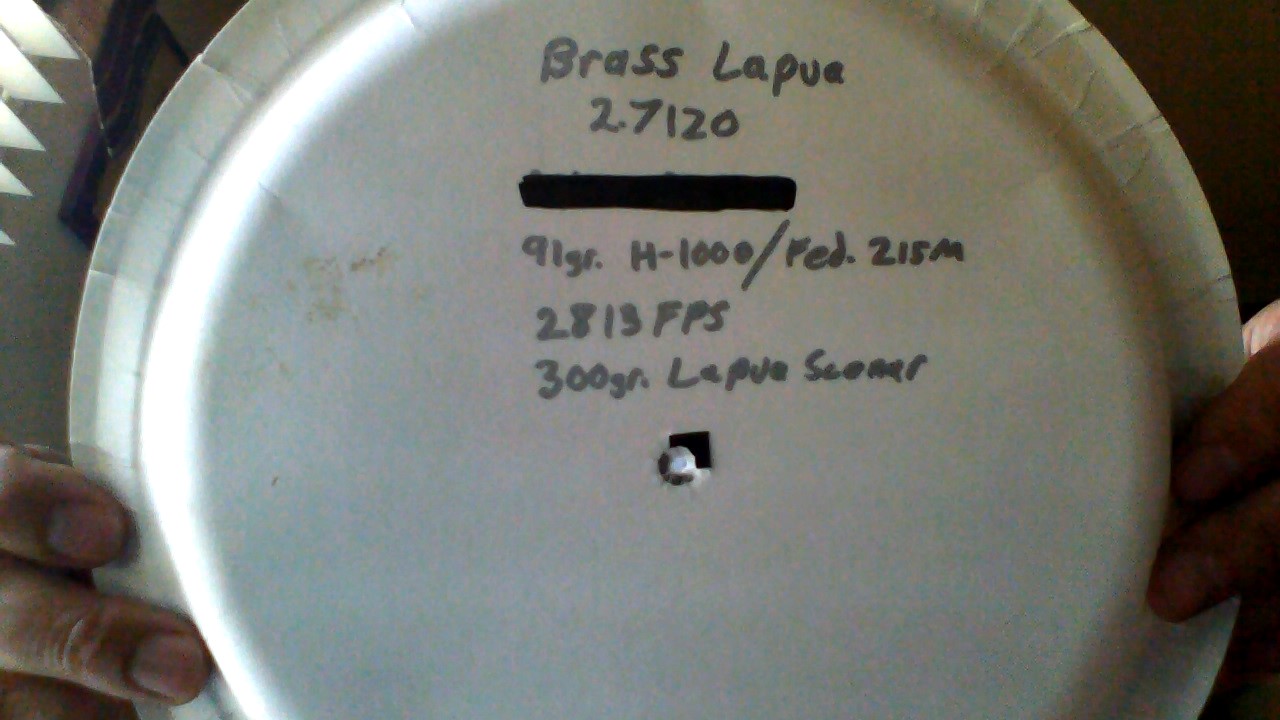 Brass Lapua
2.7120
91gr. H-1000/Fed. 215M
2813 FPS
300gr. Lapua Scenar